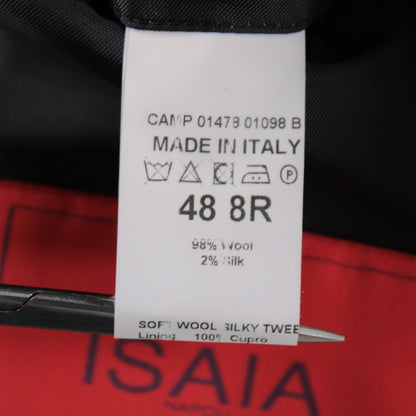 CAMP 01478 01098 B
MADE IN ITALY
P
48 8R
98% Wool
2% Silk
SOFT WOOL SILKY TWEE
Lining 100% Cupro
ISAIA